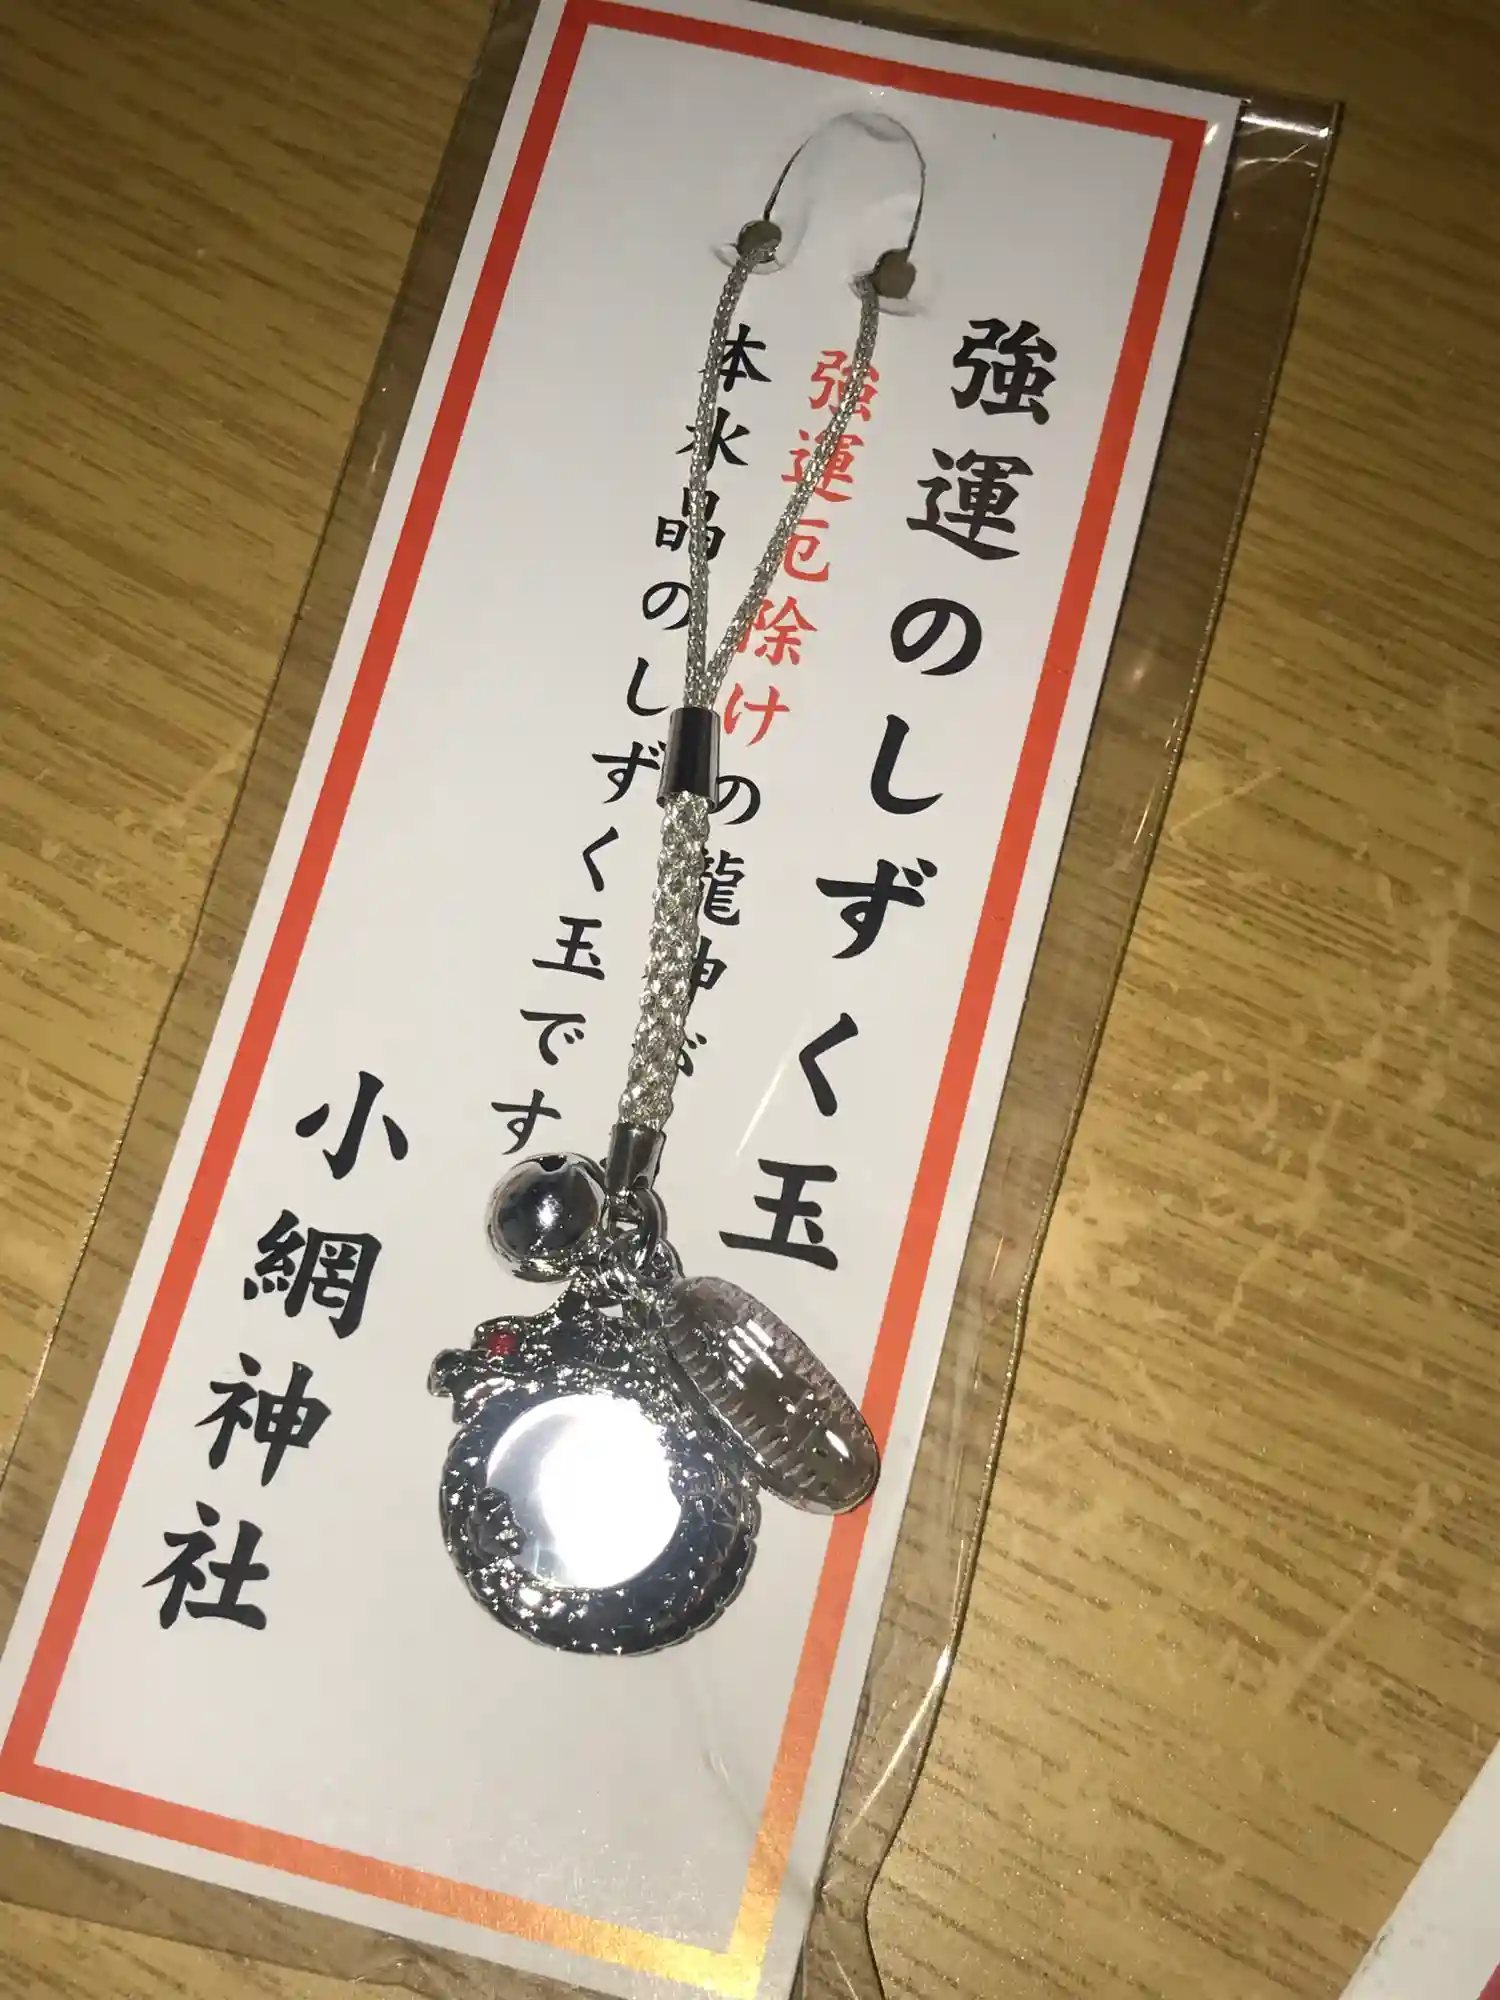 強運のしずく玉
強運厄除けの龍神が
本水晶のしずく玉です
小網神社